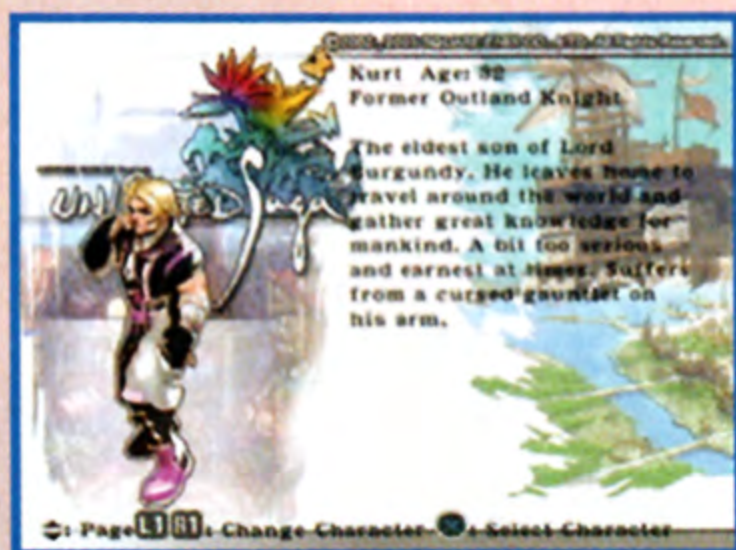 Kurt Age: 32
Former Outland Knight
The eldest son of Lord
Burgundy. He leaves home to
travel around the world and
gather great knowledge for
mankind. A bit too serious
and earnest at times. Suffers
from a cursed gauntlet on
his arm.
UNLIMITED Saga
: Page L1 R1 : Change Character : Select Character